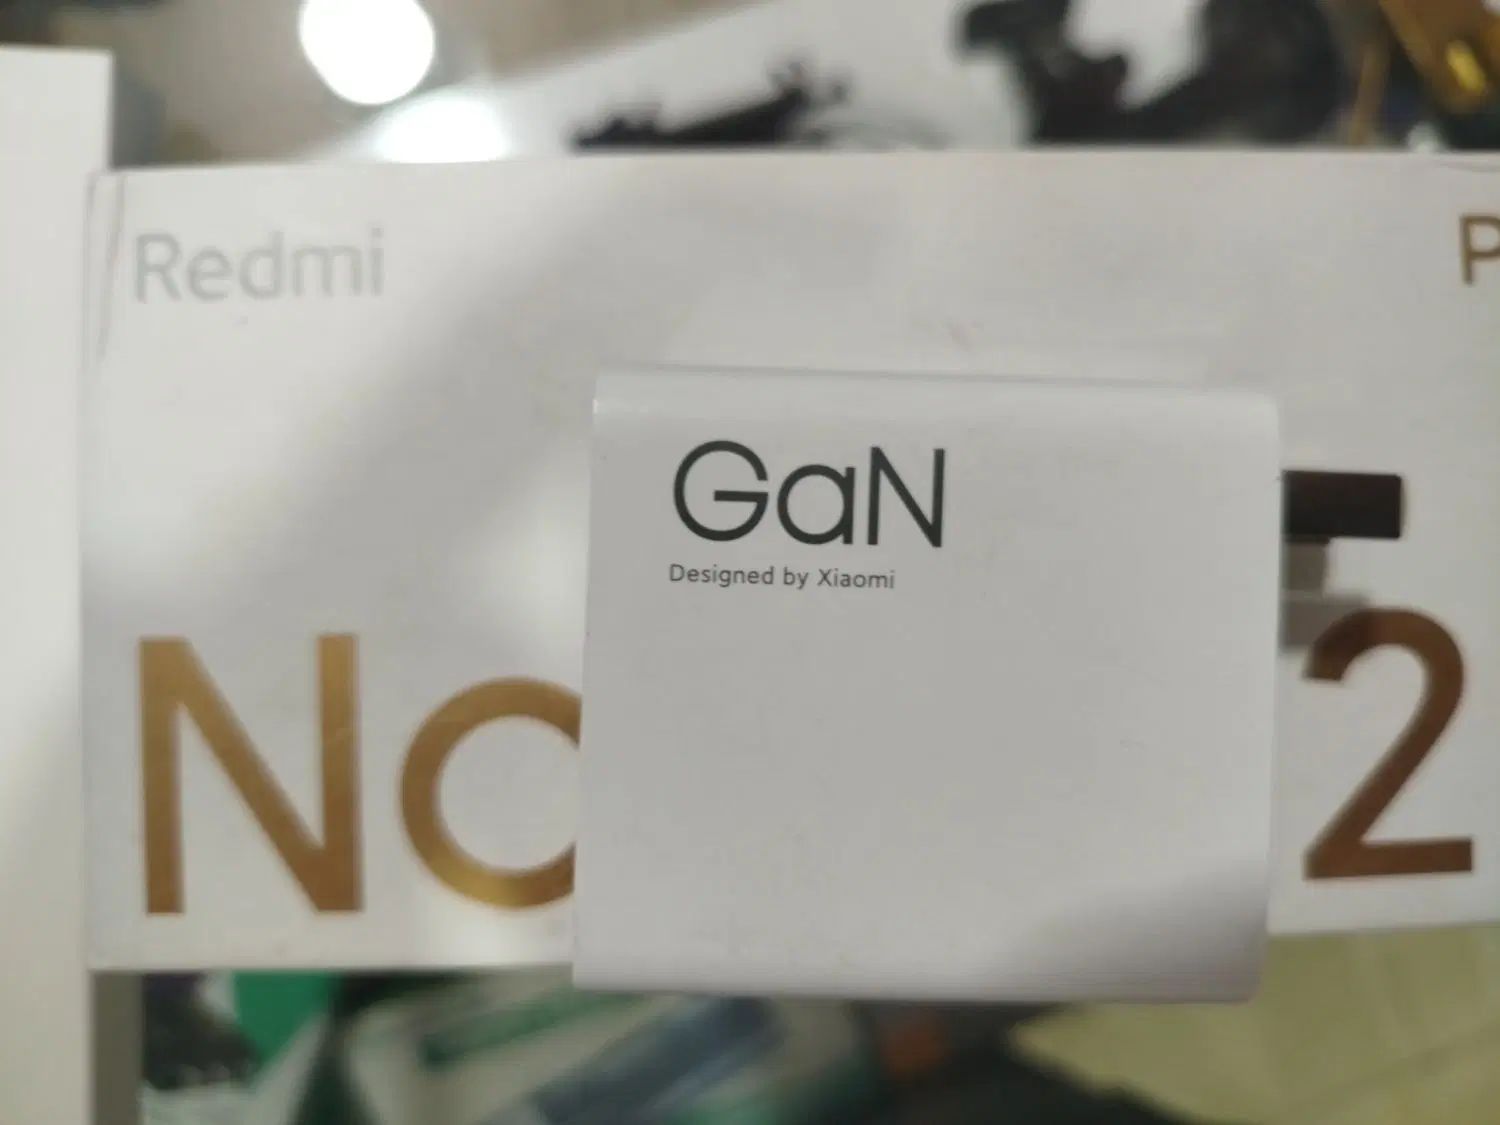 Redmi
P
GaN
Designed by Xiaomi
No
2